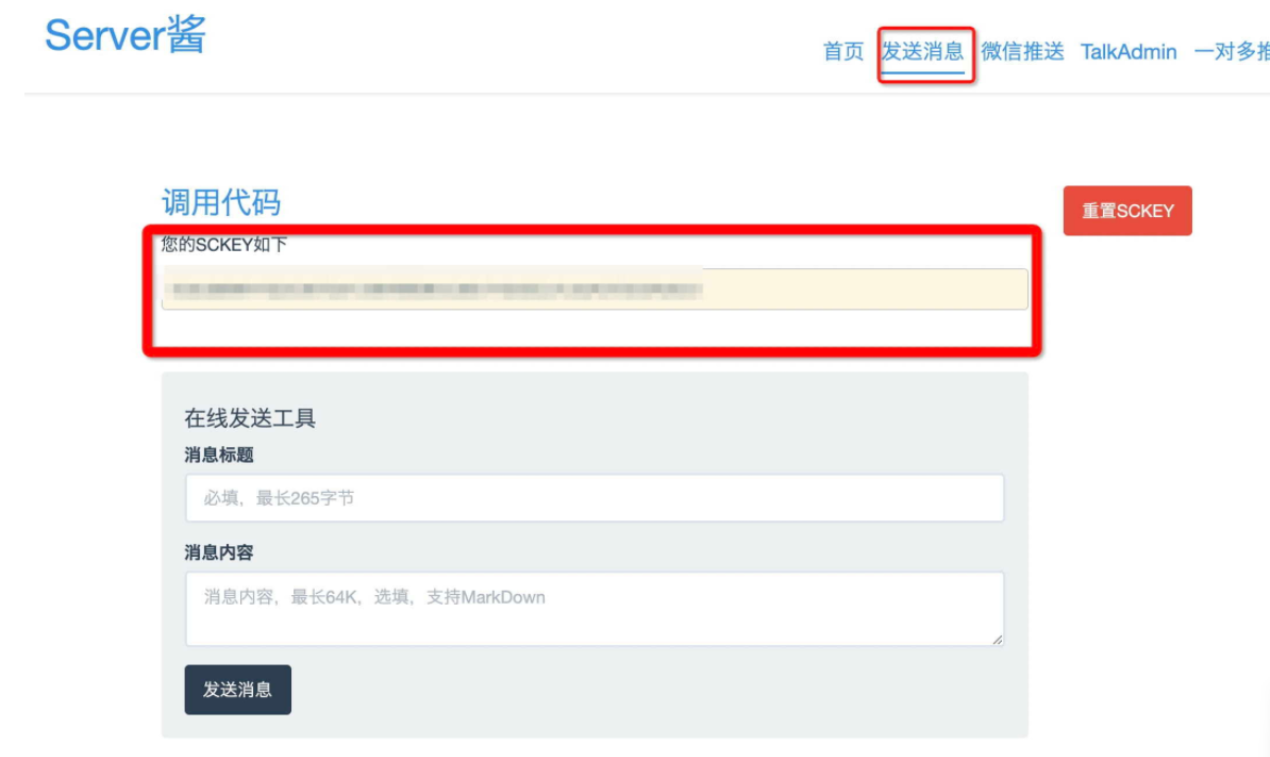 Server酱
首页 发送消息 微信推送 TalkAdmin 一对多推
调用代码
重置SCKEY
您的SCKEY如下
在线发送工具
消息标题
必填，最长265字节
消息内容
消息内容，最长64K，选填，支持MarkDown
发送消息